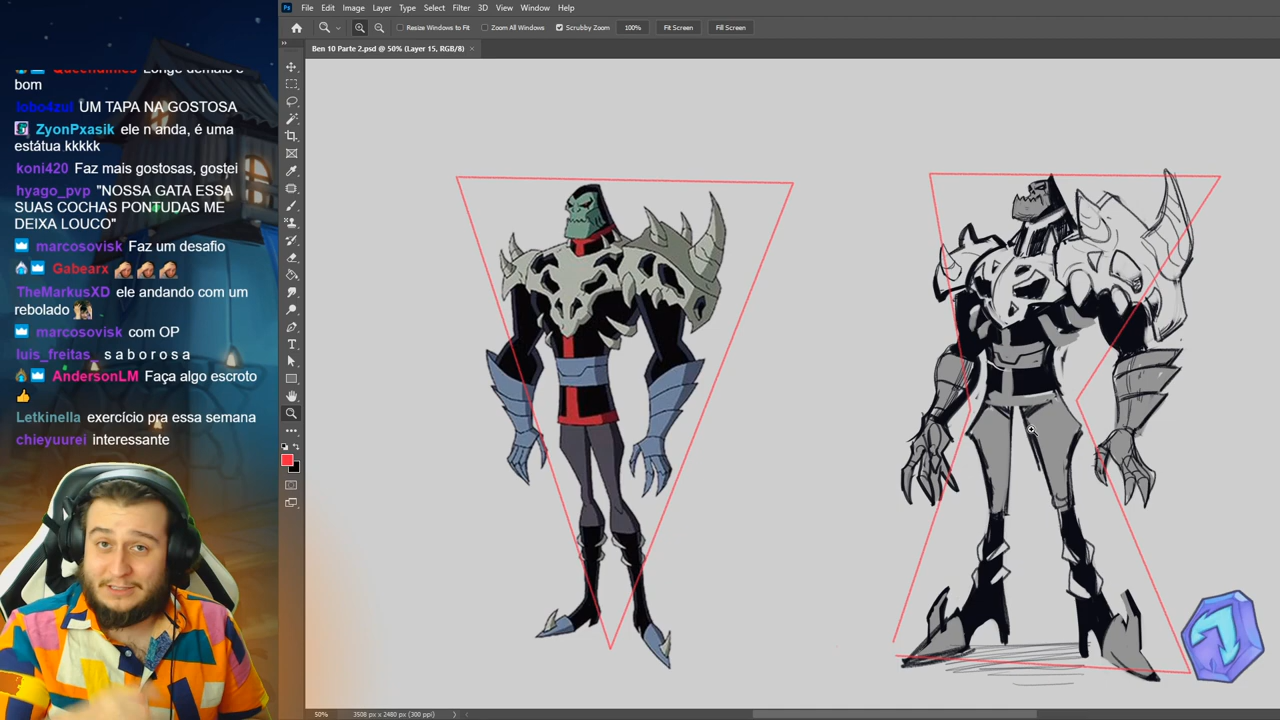 File Edit Image Layer Type Select Filter 3D View Window Help
Resize Windows to Fit Zoom All Windows Scrubby Zoom 100% Fit Screen Fill Screen
Ben 10 Parte 2.psd @ 50% (Layer 15, RGB/8) ×
bom
lobo4zul UM TAPA NA GOSTOSA
ZyonPxasik ele n anda, é uma
estátua kkkkk
koni420 Faz mais gostosas, gostei
hyago_pvp "NOSSA GATA ESSA
SUAS COCHAS PONTUDAS ME
DEIXA LOUCO"
marcosovisk Faz um desafio
Gabearx
TheMarkusXD ele andando com um
rebolado
marcosovisk com OP
luis_freitas_ s a b o r o s a
AndersonLM Faça algo escroto
Letkinella exercício pra essa semana
chieyuurei interessante
50% 3508 px x 2480 px (300 ppi)